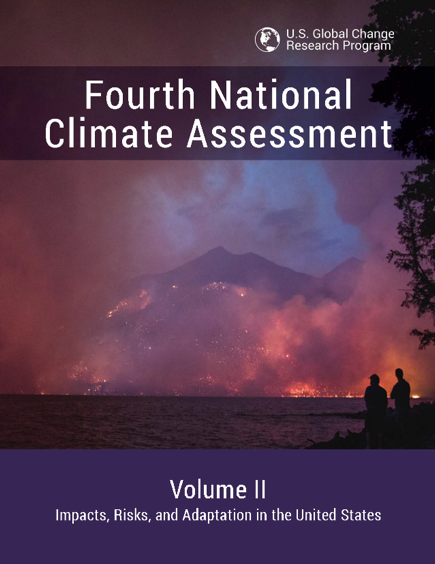 U.S. Global Change
Research Program
Fourth National
Climate Assessment
Volume II
Impacts, Risks, and Adaptation in the United States